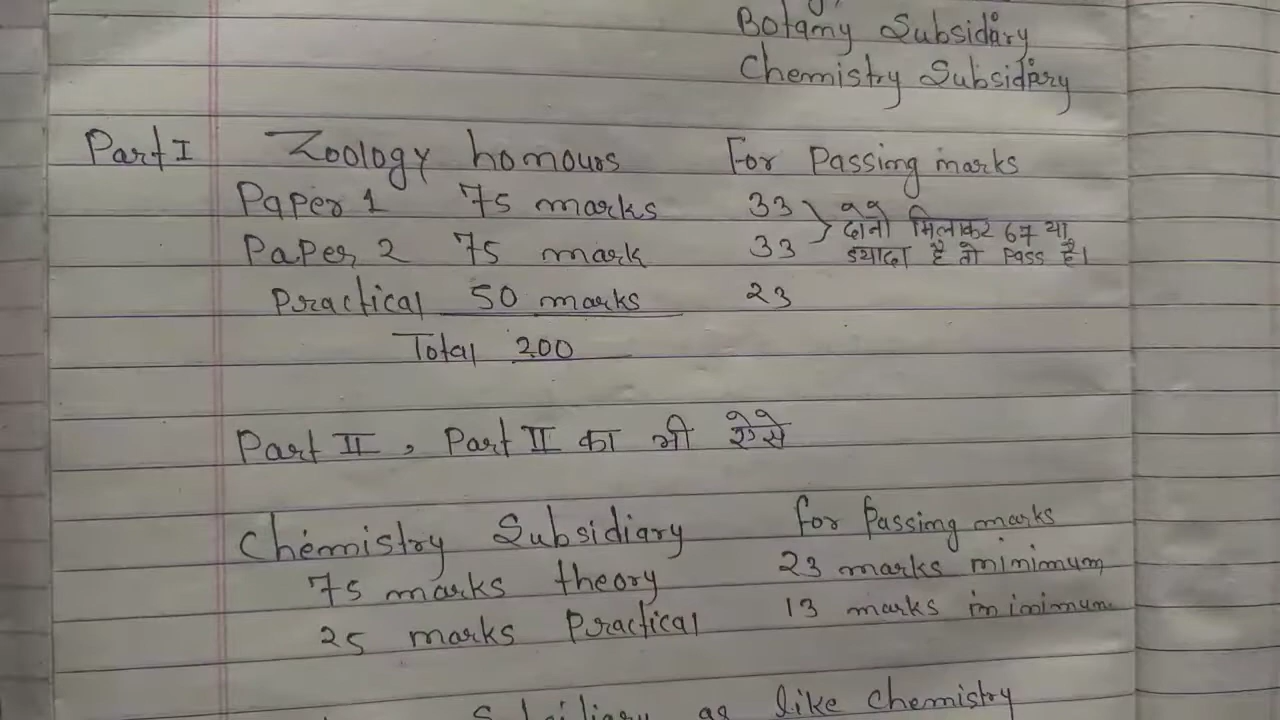 Botany Subsidiary
Chemistry Subsidiary
Part I Zoology honours For Passing marks
Paper 1 75 marks 33
Paper 2 75 mark 33
दोनों मिलाकर 67 या
ज्यादा है तो Pass है।
Practical 50 marks 23
Total 200
Part II, Part II का भी ऐसे
Chemistry Subsidiary for Passing marks
75 marks theory 23 marks minimum
25 marks Practical 13 marks minimum
as like Chemistry